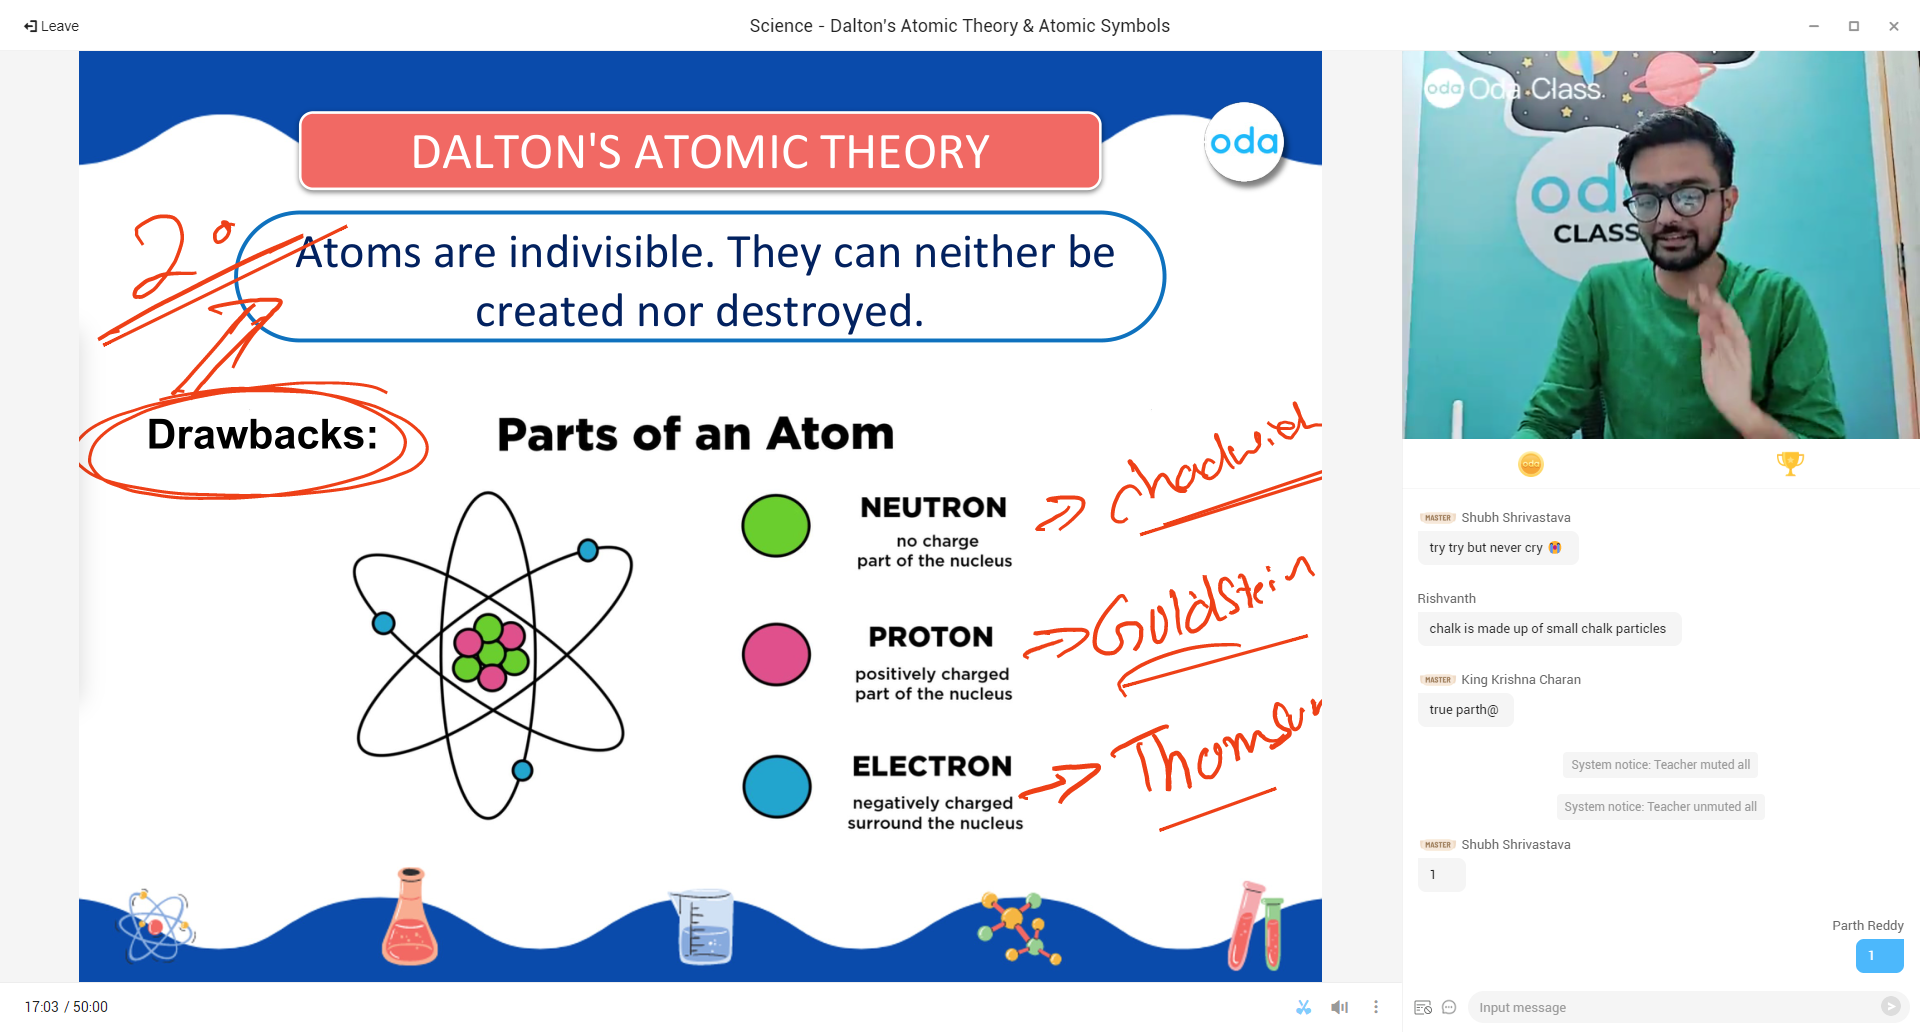 Leave
Science - Dalton's Atomic Theory & Atomic Symbols
DALTON'S ATOMIC THEORY
oda
2
Atoms are indivisible. They can neither be
created nor destroyed.
Drawbacks:
Parts of an Atom
NEUTRON
no charge
part of the nucleus
Chadwick
PROTON
positively charged
part of the nucleus
Goldstein
ELECTRON
negatively charged
surround the nucleus
Thomson
17:03 / 50:00
oda Oda Class
oda
CLASS
oda
MASTER Shubh Shrivastava
try try but never cry
Rishvanth
chalk is made up of small chalk particles
MASTER King Krishna Charan
true parth@
System notice: Teacher muted all
System notice: Teacher unmuted all
MASTER Shubh Shrivastava
1
Parth Reddy
1
Input message